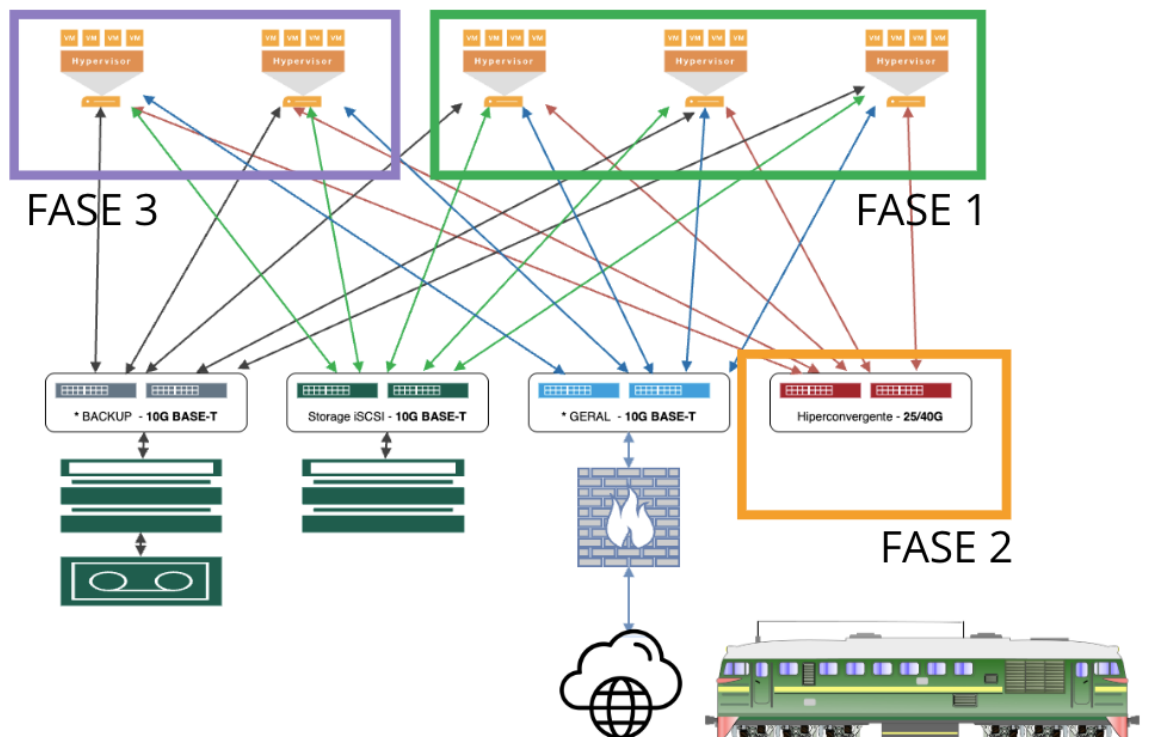 VM VM VM VM
Hypervisor
VM VM VM VM
Hypervisor
VM VM VM VM
Hypervisor
VM VM VM VM
Hypervisor
VM VM VM VM
Hypervisor
FASE 3
FASE 1
* BACKUP - 10G BASE-T
Storage iSCSI - 10G BASE-T
* GERAL - 10G BASE-T
Hiperconvergente - 25/40G
FASE 2